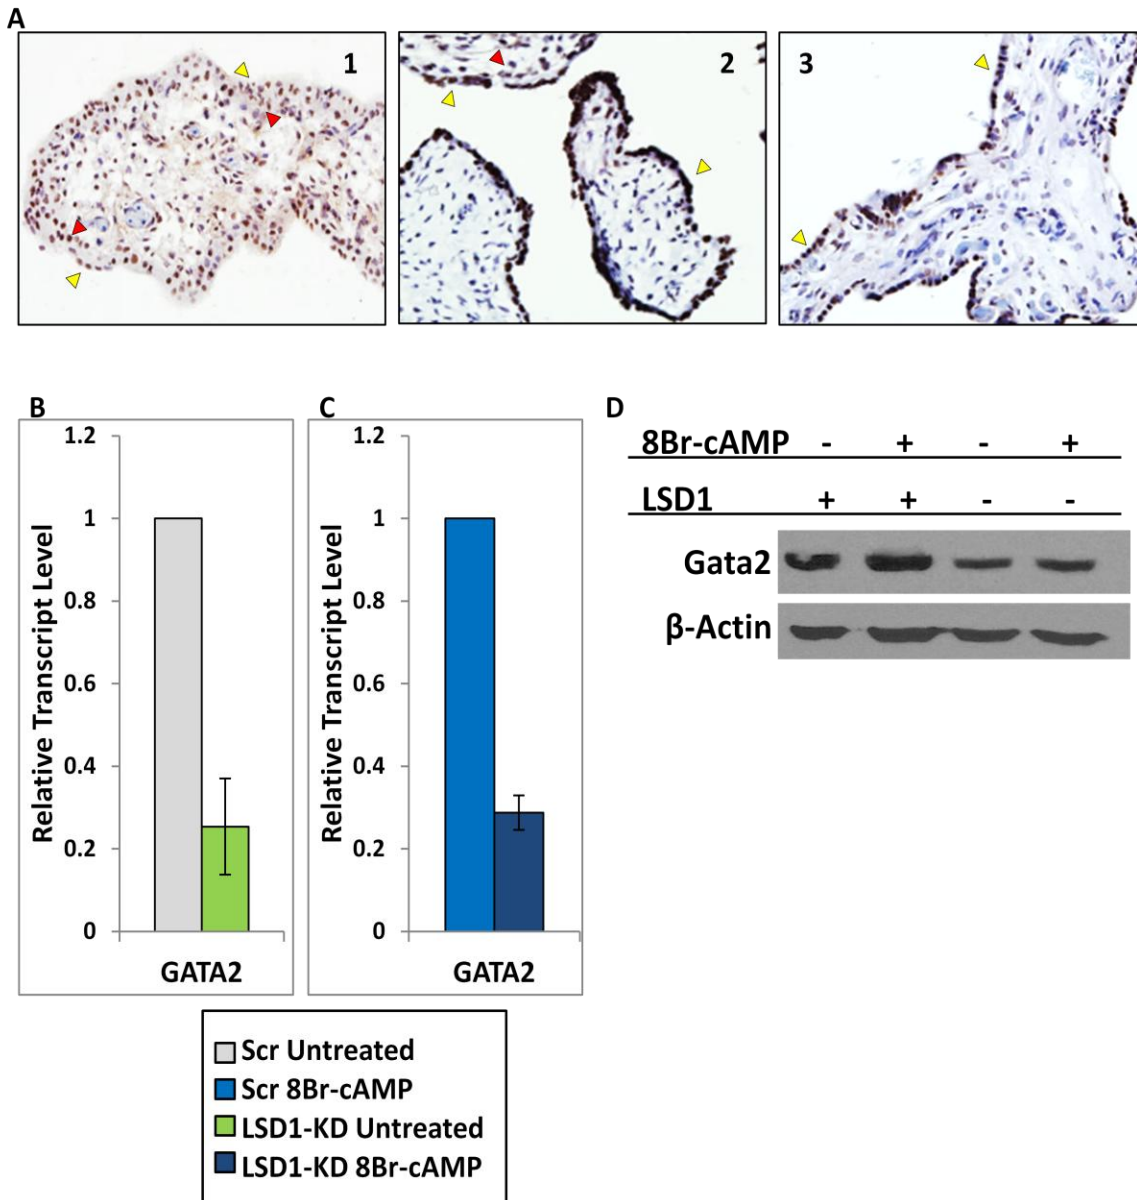 A
1
2
3
B
1.2
1
0.8
0.6
0.4
0.2
0
Relative Transcript Level
GATA2
C
1.2
1
0.8
0.6
0.4
0.2
0
Relative Transcript Level
GATA2
D
8Br-cAMP - + - +
LSD1 + + - -
Gata2
β-Actin
Scr Untreated
Scr 8Br-cAMP
LSD1-KD Untreated
LSD1-KD 8Br-cAMP